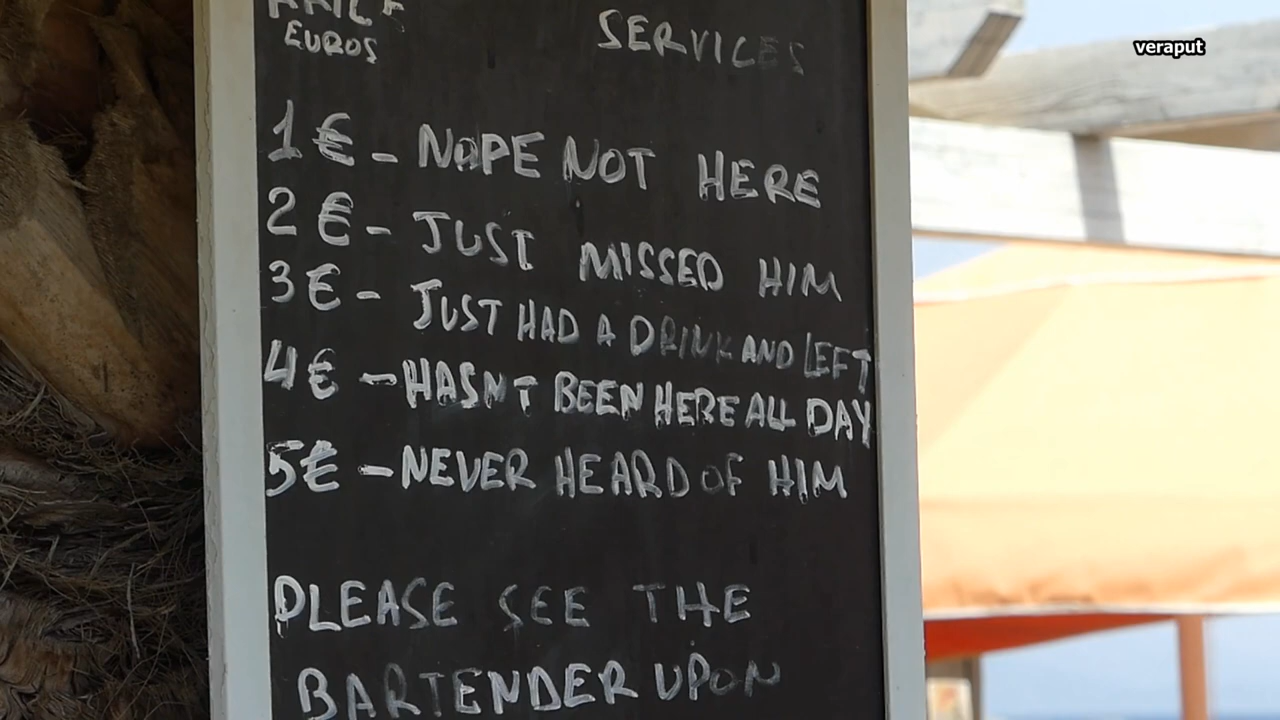 EUROS
SERVICES
1€ - NOPE NOT HERE
2€ - JUST MISSED HIM
3€ - JUST HAD A DRINK AND LEFT
4€ - HASNT BEEN HERE ALL DAY
5€ - NEVER HEARD OF HIM
PLEASE SEE THE
BARTENDER UPON
veraput